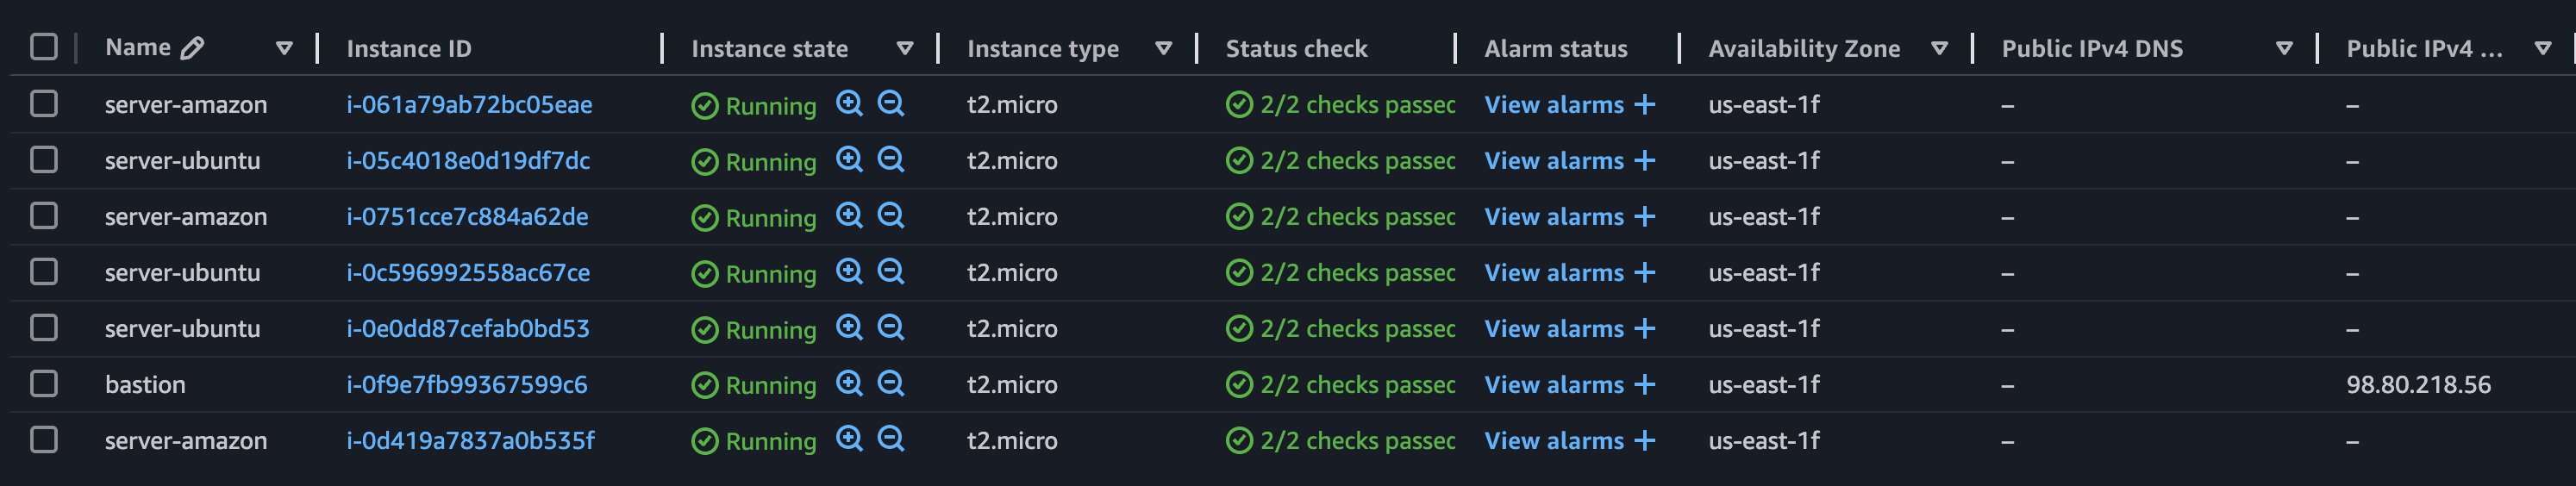 Name Instance ID Instance state Instance type Status check Alarm status Availability Zone Public IPv4 DNS Public IPv4 ...
server-amazon i-061a79ab72bc05eae Running t2.micro 2/2 checks passec View alarms + us-east-1f – –
server-ubuntu i-05c4018e0d19df7dc Running t2.micro 2/2 checks passec View alarms + us-east-1f – –
server-amazon i-0751cce7c884a62de Running t2.micro 2/2 checks passec View alarms + us-east-1f – –
server-ubuntu i-0c596992558ac67ce Running t2.micro 2/2 checks passec View alarms + us-east-1f – –
server-ubuntu i-0e0dd87cefab0bd53 Running t2.micro 2/2 checks passec View alarms + us-east-1f – –
bastion i-0f9e7fb99367599c6 Running t2.micro 2/2 checks passec View alarms + us-east-1f – 98.80.218.56
server-amazon i-0d419a7837a0b535f Running t2.micro 2/2 checks passec View alarms + us-east-1f – –